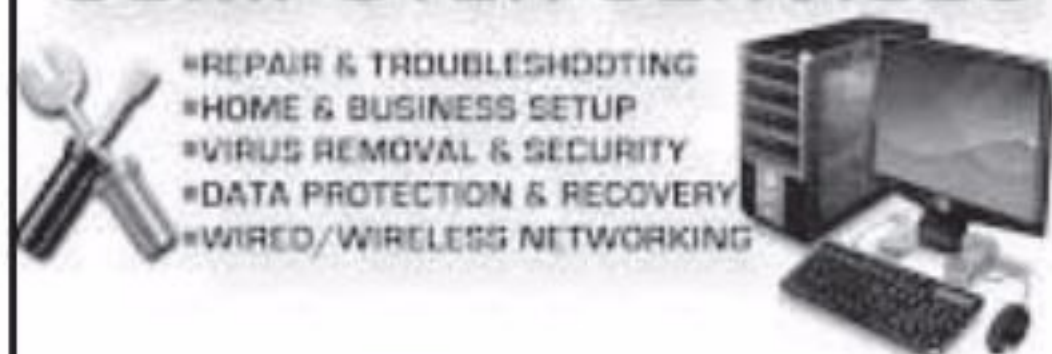 ▪REPAIR & TROUBLESHOOTING
▪HOME & BUSINESS SETUP
▪VIRUS REMOVAL & SECURITY
▪DATA PROTECTION & RECOVERY
▪WIRED/WIRELESS NETWORKING